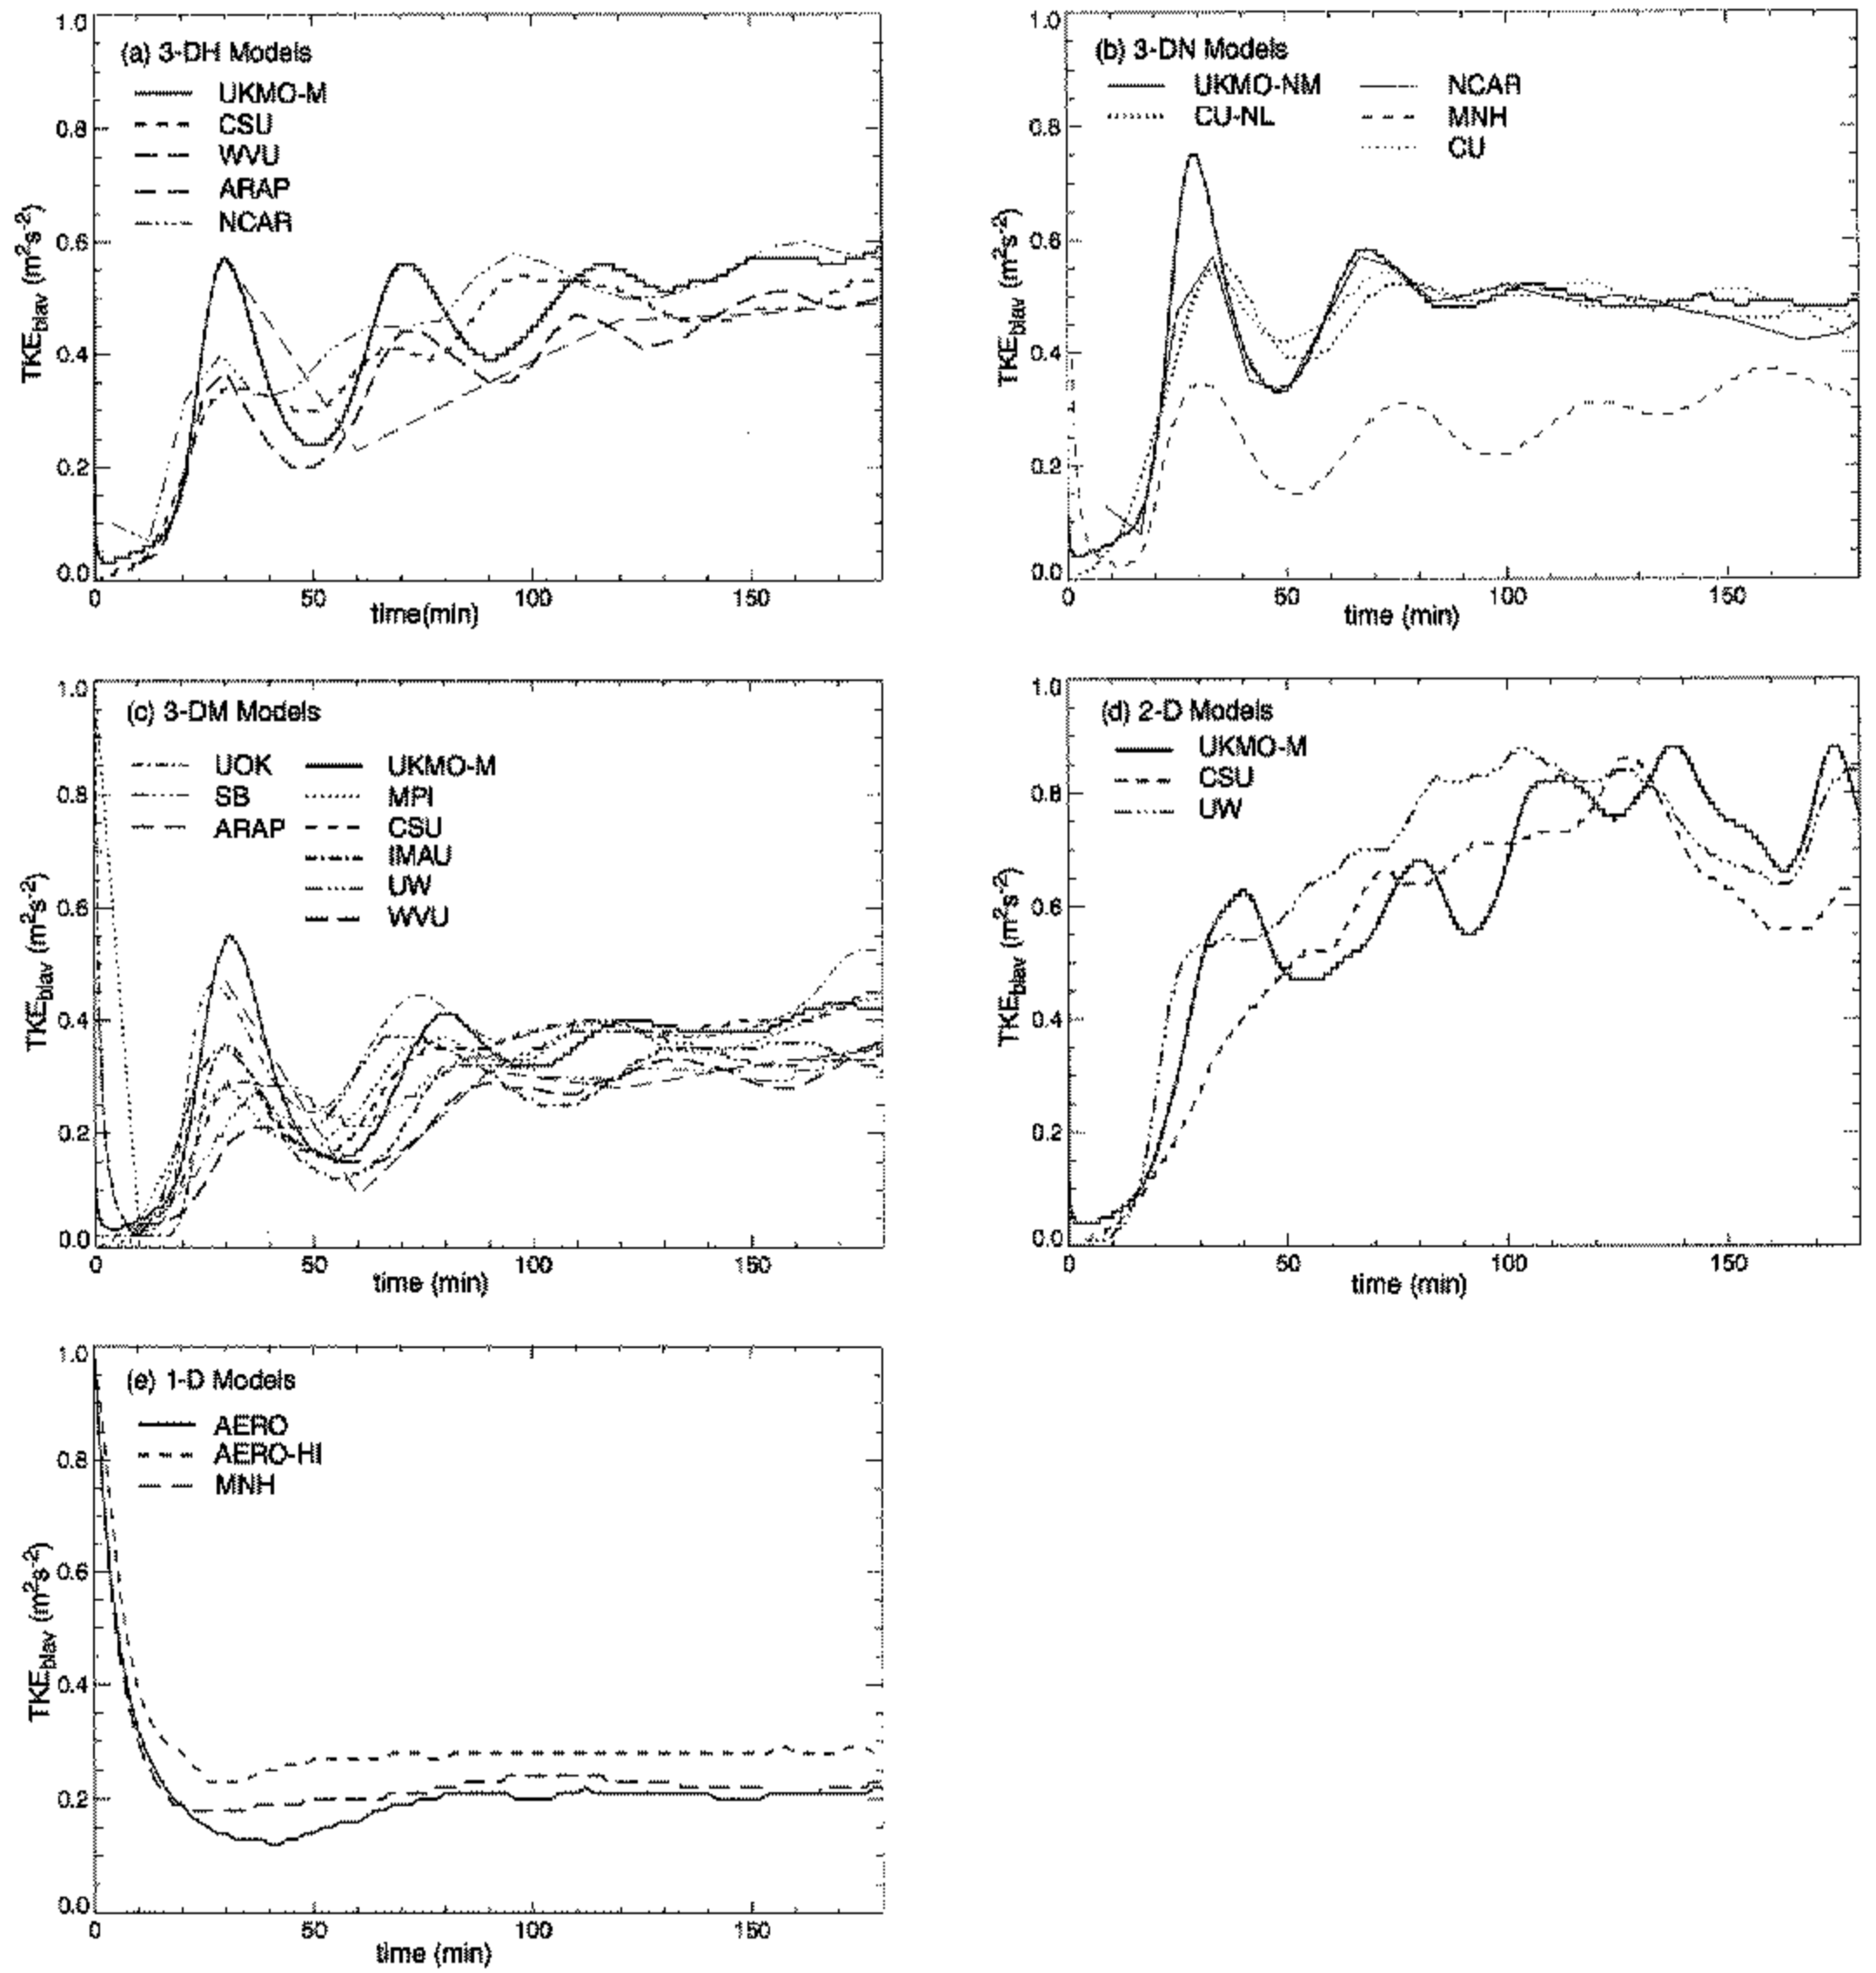 (a) 3-DH Models
UKMO-M
CSU
WVU
ARAP
NCAR
TKE_blav (m²s⁻²)
1.0
0.8
0.6
0.4
0.2
0.0
0 50 100 150
time(min)
(b) 3-DN Models
UKMO-NM
CU-NL
NCAR
MNH
CU
TKE_blav (m²s⁻²)
1.0
0.8
0.6
0.4
0.2
0.0
0 50 100 150
time (min)
(c) 3-DM Models
UOK
SB
ARAP
UKMO-M
MPI
CSU
IMAU
UW
WVU
TKE_blav (m²s⁻²)
1.0
0.8
0.6
0.4
0.2
0.0
0 50 100 150
time (min)
(d) 2-D Models
UKMO-M
CSU
UW
TKE_blav (m²s⁻²)
1.0
0.8
0.6
0.4
0.2
0.0
0 50 100 150
time (min)
(e) 1-D Models
AERO
AERO-HI
MNH
TKE_blav (m²s⁻²)
1.0
0.8
0.6
0.4
0.2
0.0
0 50 100 150
time (min)